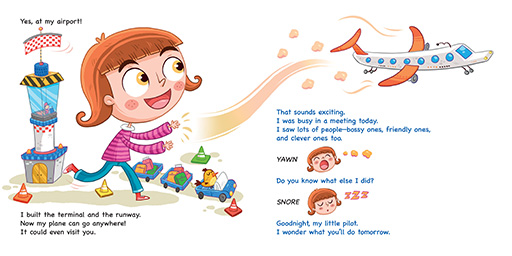 Yes, at my airport!
I built the terminal and the runway.
Now my plane can go anywhere!
It could even visit you.
That sounds exciting.
I was busy in a meeting today.
I saw lots of people—bossy ones, friendly ones,
and clever ones too.
YAWN
Do you know what else I did?
SNORE
zzz
Goodnight, my little pilot.
I wonder what you'll do tomorrow.